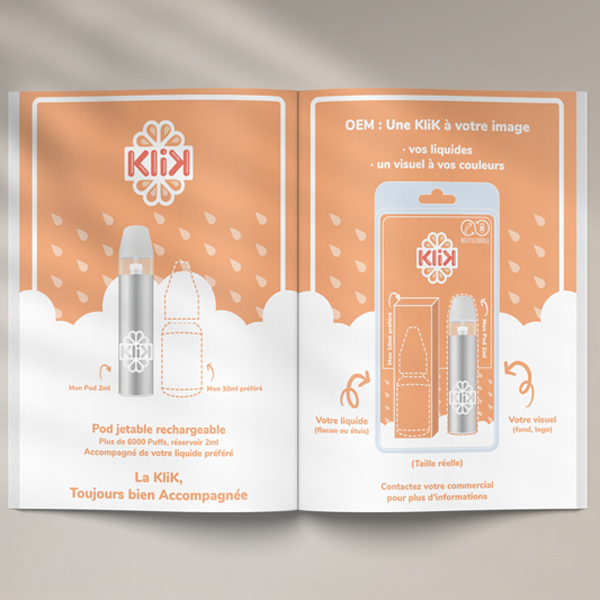 KliK
KliK
Mon Pod 2ml
Mon 10ml préféré
Pod jetable rechargeable
Plus de 6000 Puffs, réservoir 2ml
Accompagné de votre liquide préféré
La KliK,
Toujours bien Accompagnée
OEM : Une KliK à votre image
· vos liquides
· un visuel à vos couleurs
KliK
Mon 10ml préféré
Mon Pod 2ml
KliK
Votre liquide
(flacon ou étuis)
Votre visuel
(fond, logo)
(Taille réelle)
Contactez votre commercial
pour plus d'informations